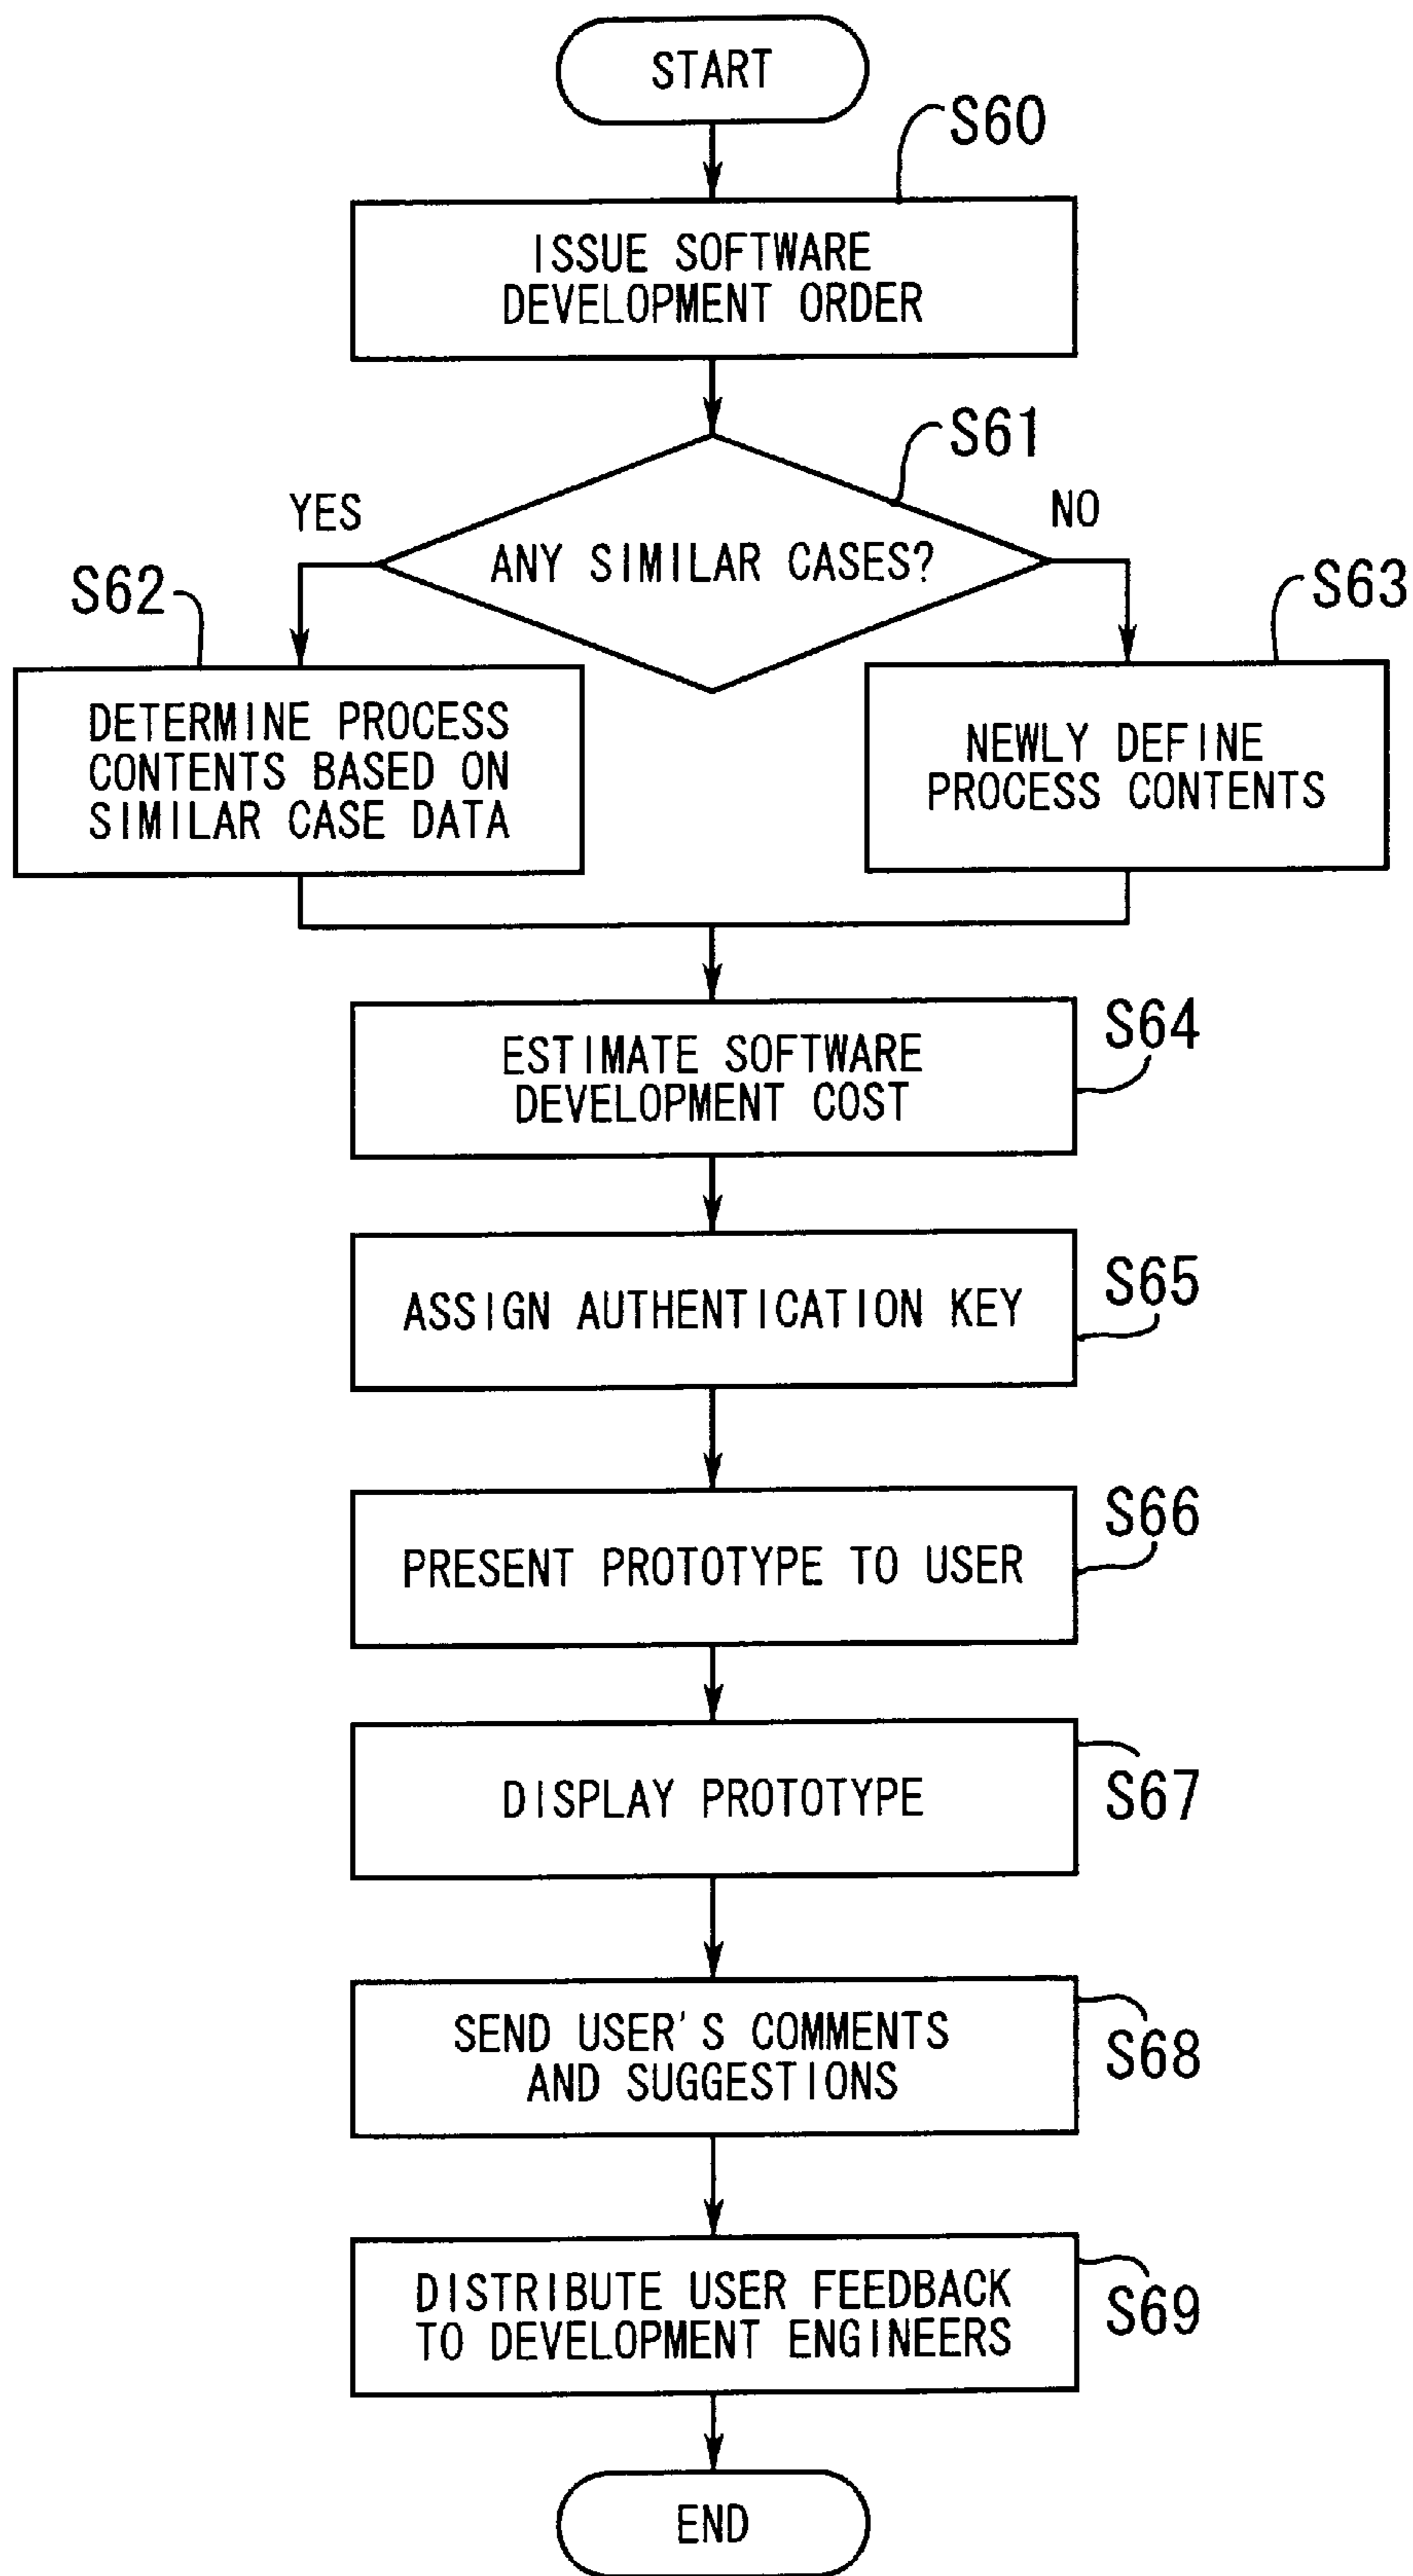 START
S60
ISSUE SOFTWARE
DEVELOPMENT ORDER
S61
YES
NO
ANY SIMILAR CASES?
S62
S63
DETERMINE PROCESS
CONTENTS BASED ON
SIMILAR CASE DATA
NEWLY DEFINE
PROCESS CONTENTS
S64
ESTIMATE SOFTWARE
DEVELOPMENT COST
S65
ASSIGN AUTHENTICATION KEY
S66
PRESENT PROTOTYPE TO USER
S67
DISPLAY PROTOTYPE
S68
SEND USER'S COMMENTS
AND SUGGESTIONS
S69
DISTRIBUTE USER FEEDBACK
TO DEVELOPMENT ENGINEERS
END